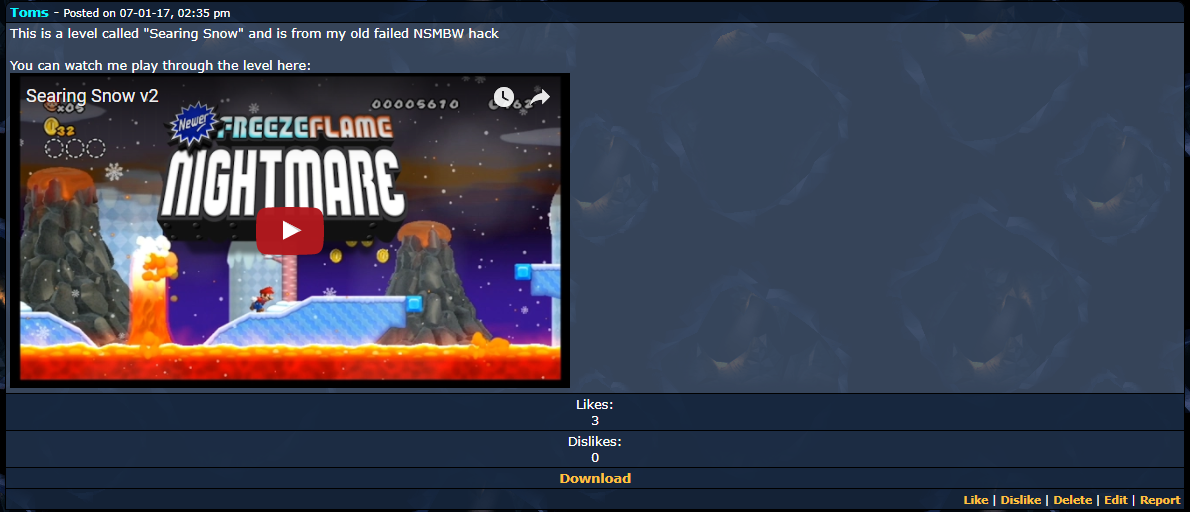 Toms - Posted on 07-01-17, 02:35 pm
This is a level called "Searing Snow" and is from my old failed NSMBW hack
You can watch me play through the level here:
Searing Snow v2
x05
00005610
462
32
Newer
FREEZEFLAME
NIGHTMARE
Likes:
3
Dislikes:
0
Download
Like | Dislike | Delete | Edit | Report